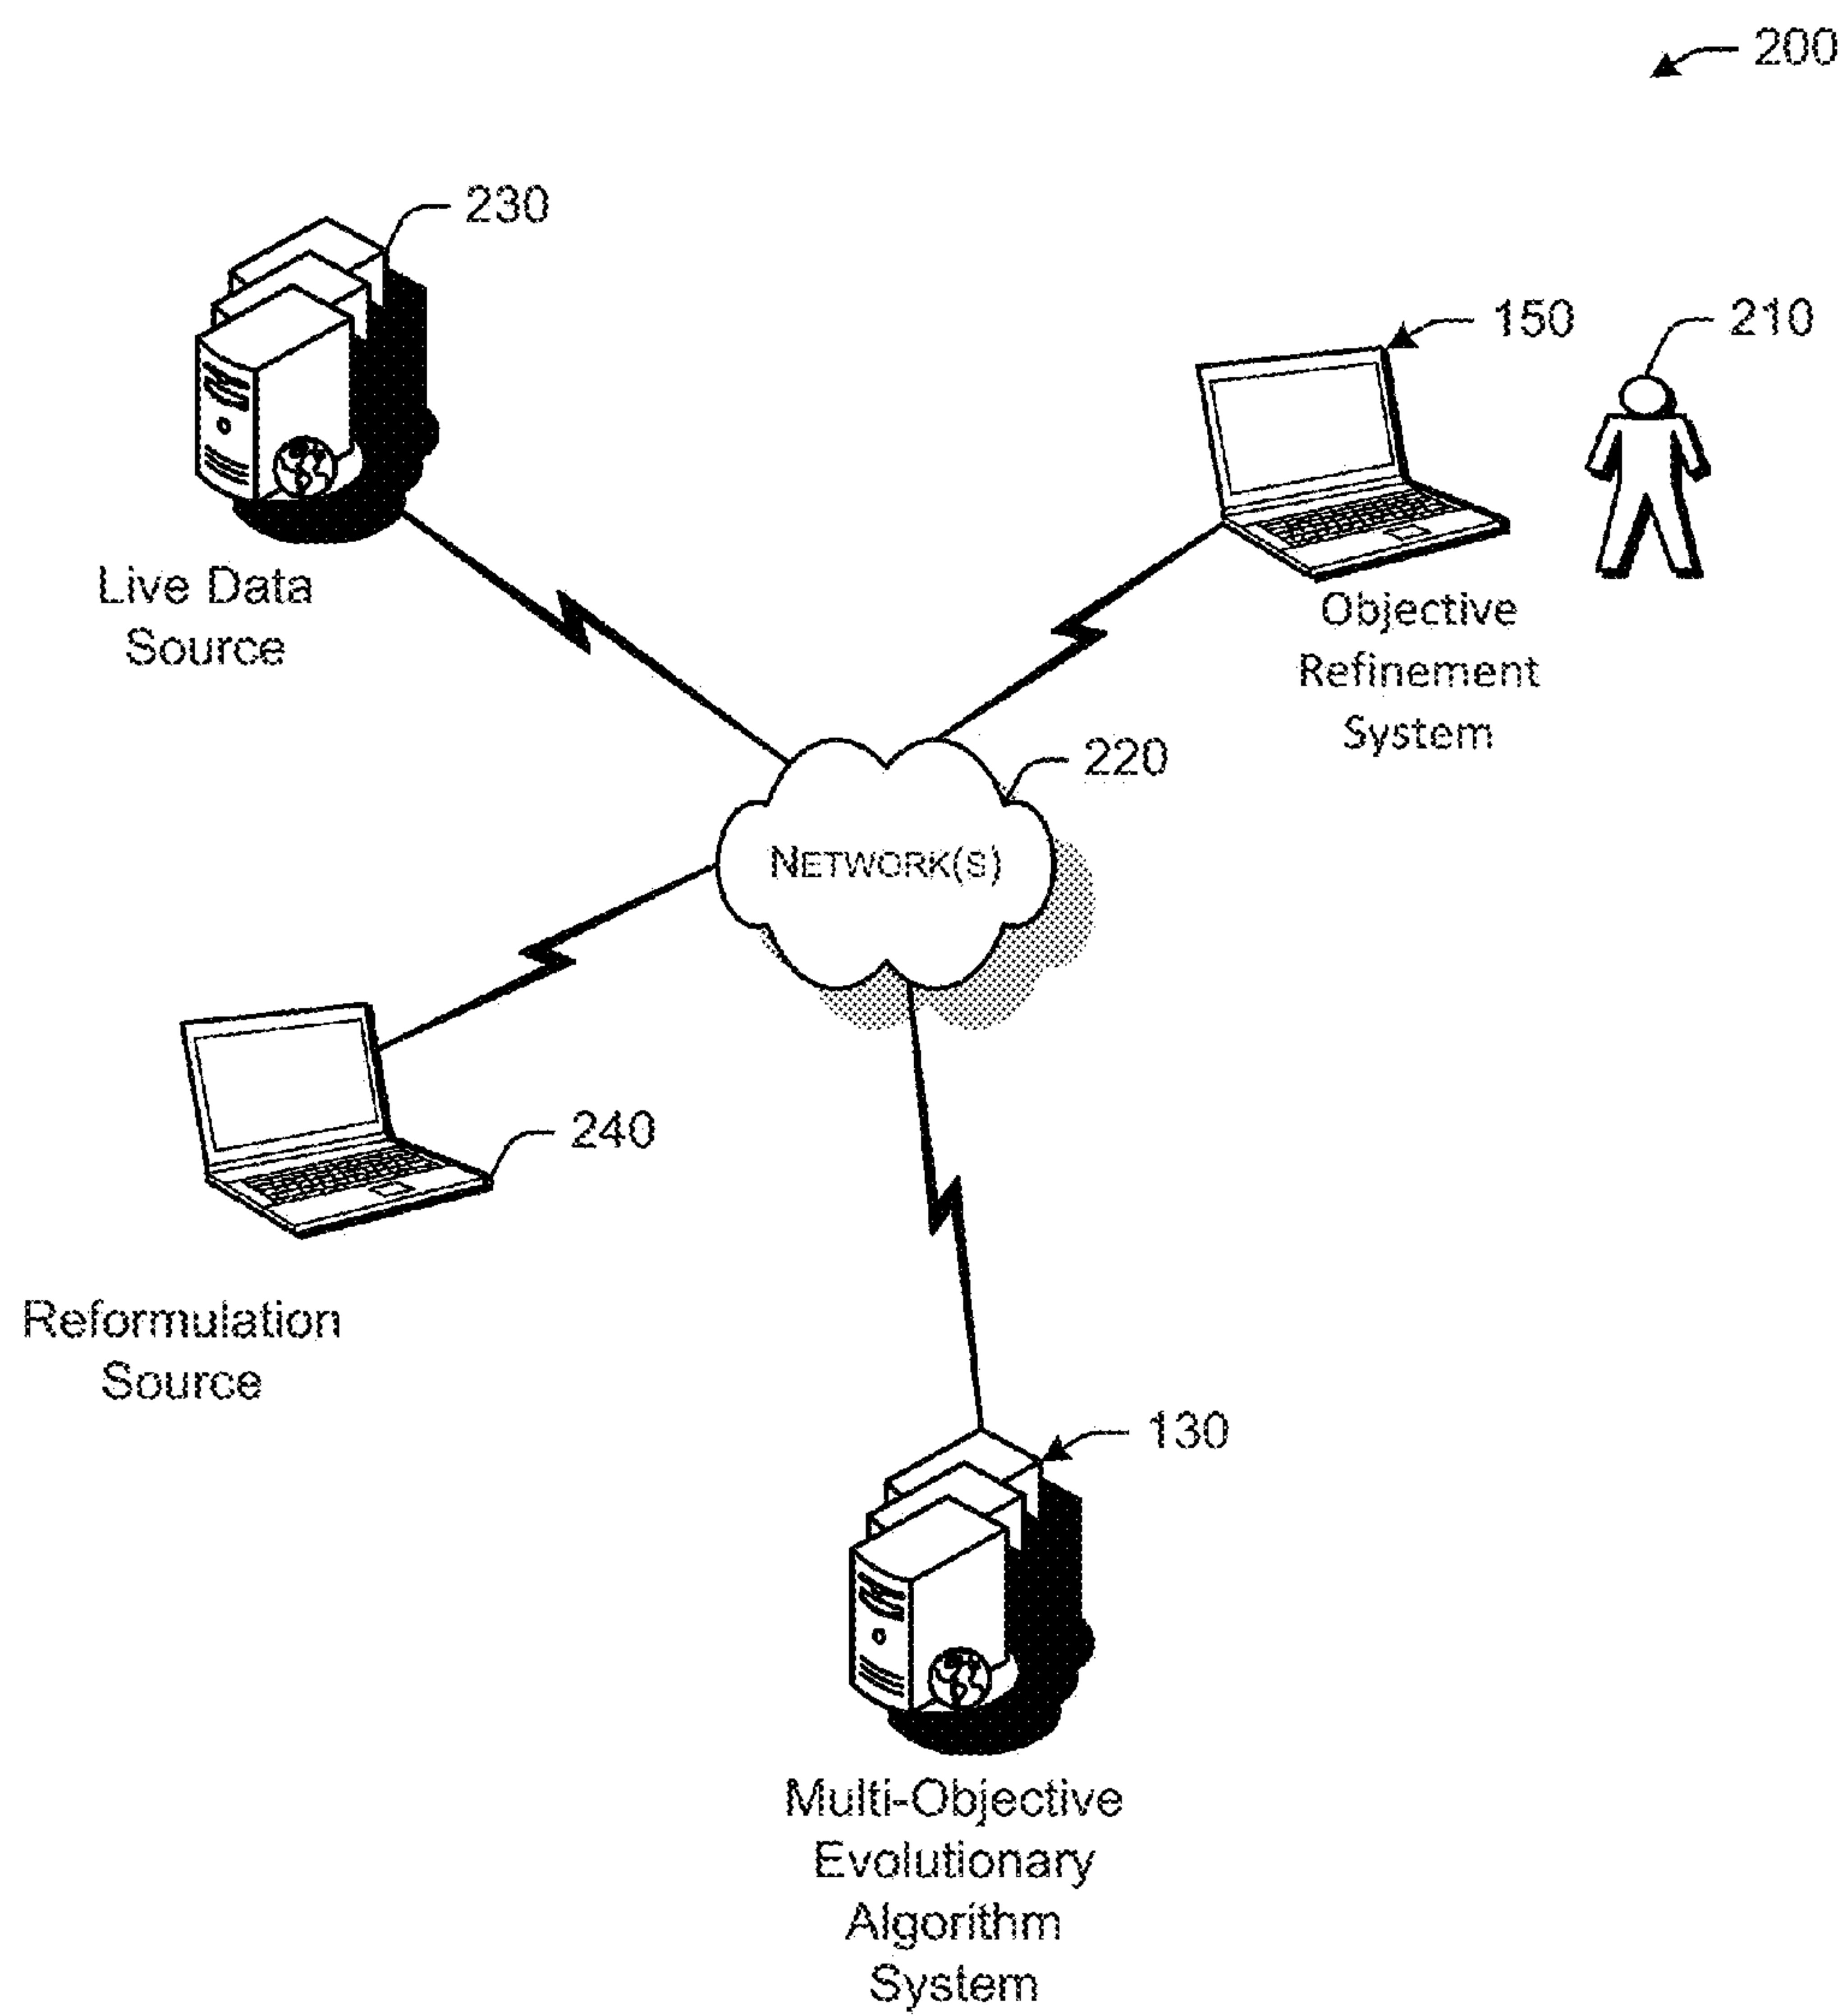 200
230
150
210
Live Data
Source
Objective
Refinement
System
220
NETWORK(S)
240
Reformulation
Source
130
Multi-Objective
Evolutionary
Algorithm
System